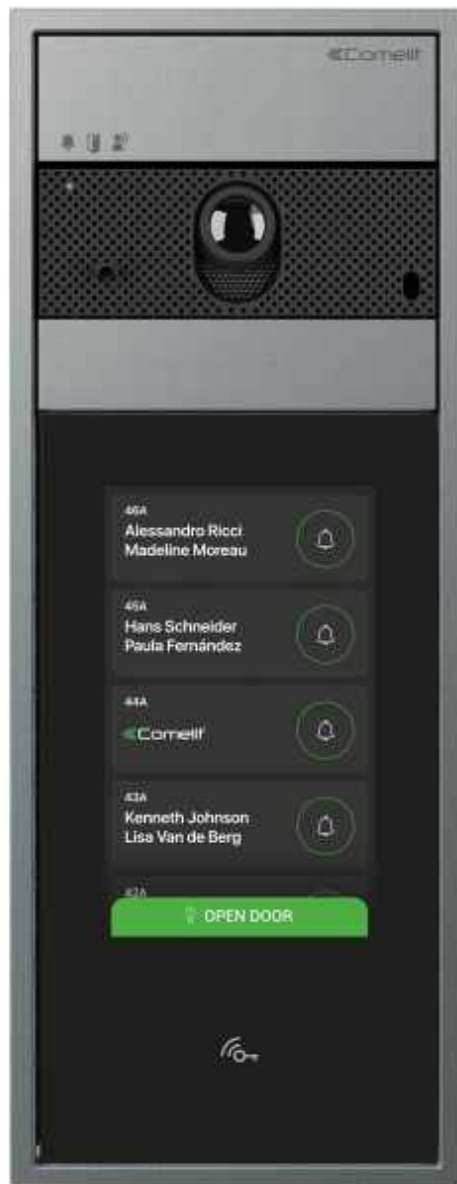 Comelit
46A
Alessandro Ricci
Madeline Moreau
45A
Hans Schneider
Paula Fernández
44A
Comelit
43A
Kenneth Johnson
Lisa Van de Berg
42A
OPEN DOOR